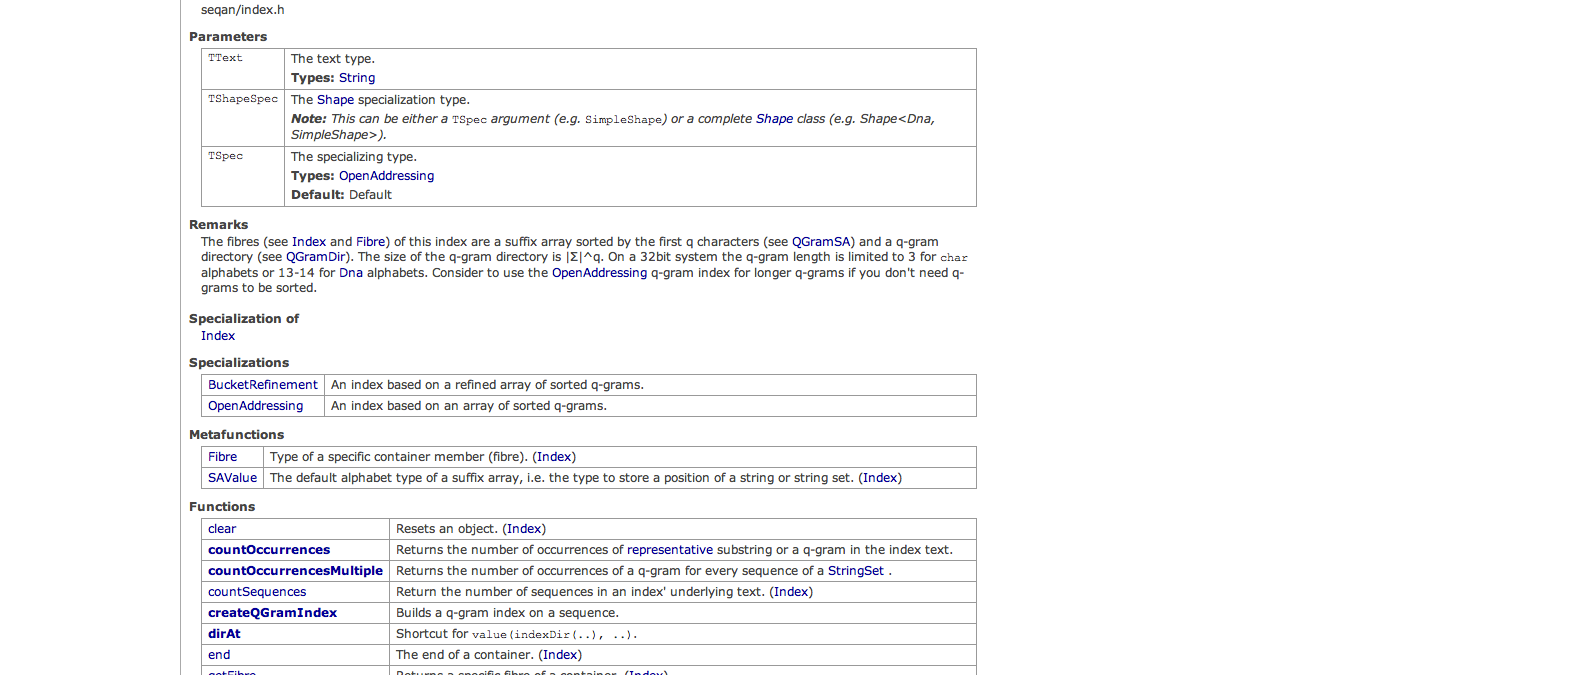 seqan/index.h
Parameters
TText The text type.
Types: String
TShapeSpec The Shape specialization type.
Note: This can be either a TSpec argument (e.g. SimpleShape) or a complete Shape class (e.g. Shape<Dna,
SimpleShape>).
TSpec The specializing type.
Types: OpenAddressing
Default: Default
Remarks
The fibres (see Index and Fibre) of this index are a suffix array sorted by the first q characters (see QGramSA) and a q-gram
directory (see QGramDir). The size of the q-gram directory is |Σ|^q. On a 32bit system the q-gram length is limited to 3 for char
alphabets or 13-14 for Dna alphabets. Consider to use the OpenAddressing q-gram index for longer q-grams if you don't need q-
grams to be sorted.
Specialization of
Index
Specializations
BucketRefinement An index based on a refined array of sorted q-grams.
OpenAddressing An index based on an array of sorted q-grams.
Metafunctions
Fibre Type of a specific container member (fibre). (Index)
SAValue The default alphabet type of a suffix array, i.e. the type to store a position of a string or string set. (Index)
Functions
clear Resets an object. (Index)
countOccurrences Returns the number of occurrences of representative substring or a q-gram in the index text.
countOccurrencesMultiple Returns the number of occurrences of a q-gram for every sequence of a StringSet .
countSequences Return the number of sequences in an index' underlying text. (Index)
createQGramIndex Builds a q-gram index on a sequence.
dirAt Shortcut for value(indexDir(..), ..).
end The end of a container. (Index)
getFibre Returns a specific fibre of a container. (Index)